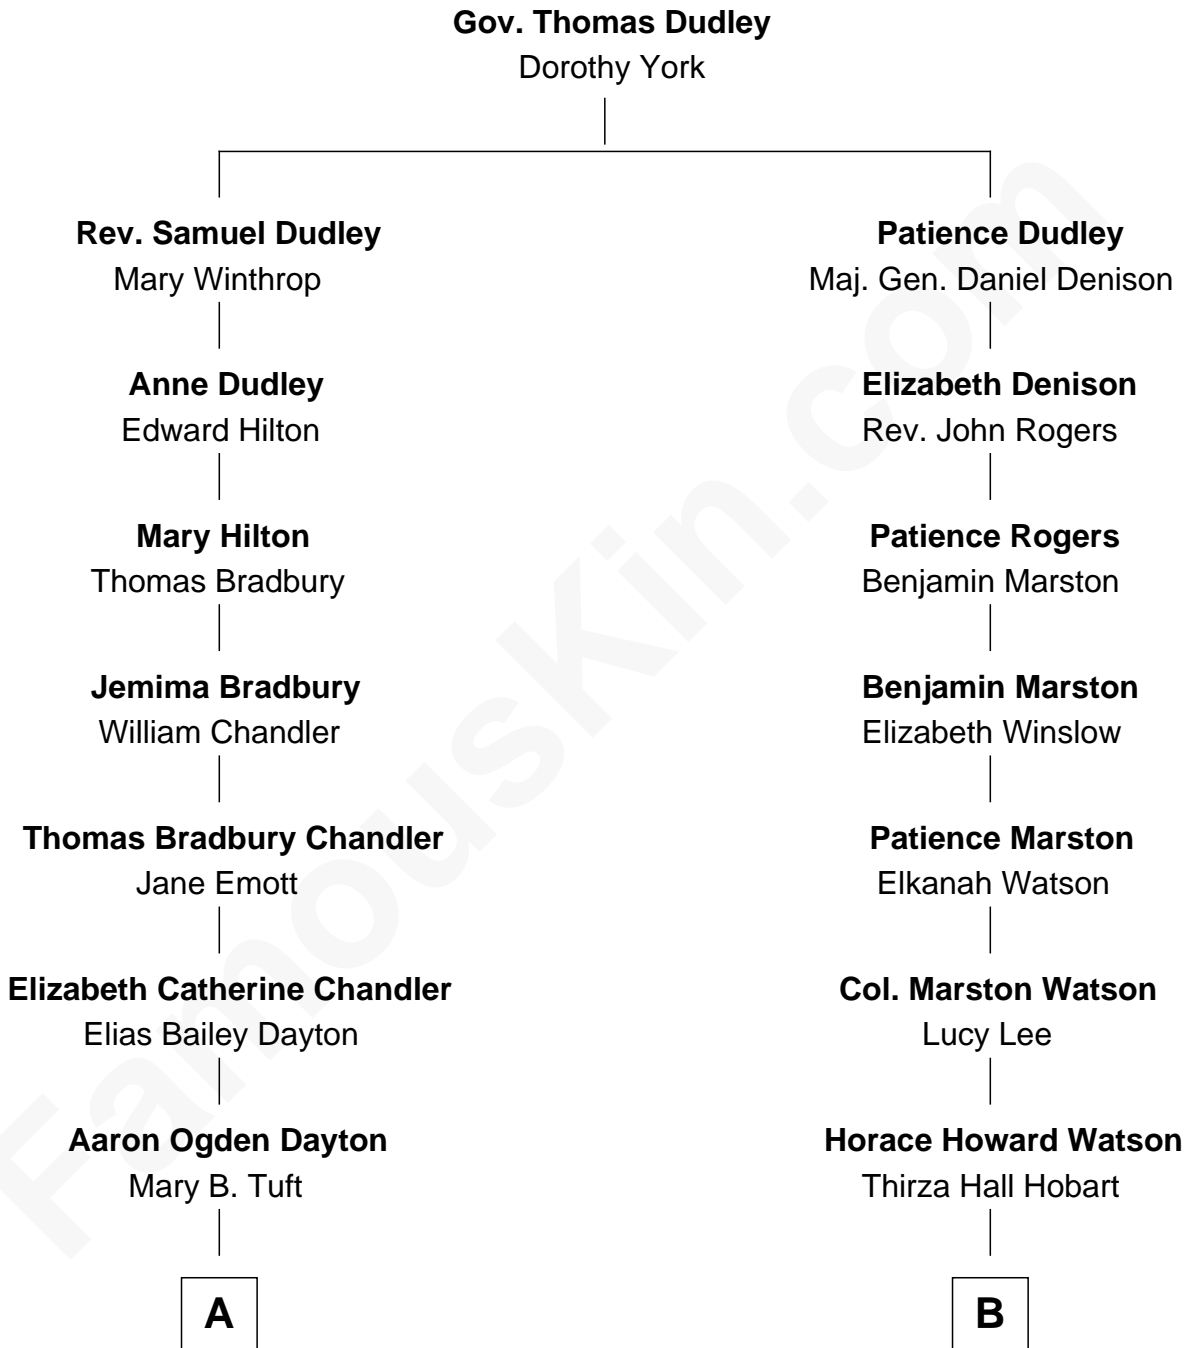 Gov. Thomas Dudley
Dorothy York
Rev. Samuel Dudley
Mary Winthrop
Patience Dudley
Maj. Gen. Daniel Denison
Anne Dudley
Edward Hilton
Elizabeth Denison
Rev. John Rogers
Mary Hilton
Thomas Bradbury
Patience Rogers
Benjamin Marston
Jemima Bradbury
William Chandler
Benjamin Marston
Elizabeth Winslow
Thomas Bradbury Chandler
Jane Emott
Patience Marston
Elkanah Watson
Elizabeth Catherine Chandler
Elias Bailey Dayton
Col. Marston Watson
Lucy Lee
Aaron Ogden Dayton
Mary B. Tuft
Horace Howard Watson
Thirza Hall Hobart
A
B
FamousKin.com